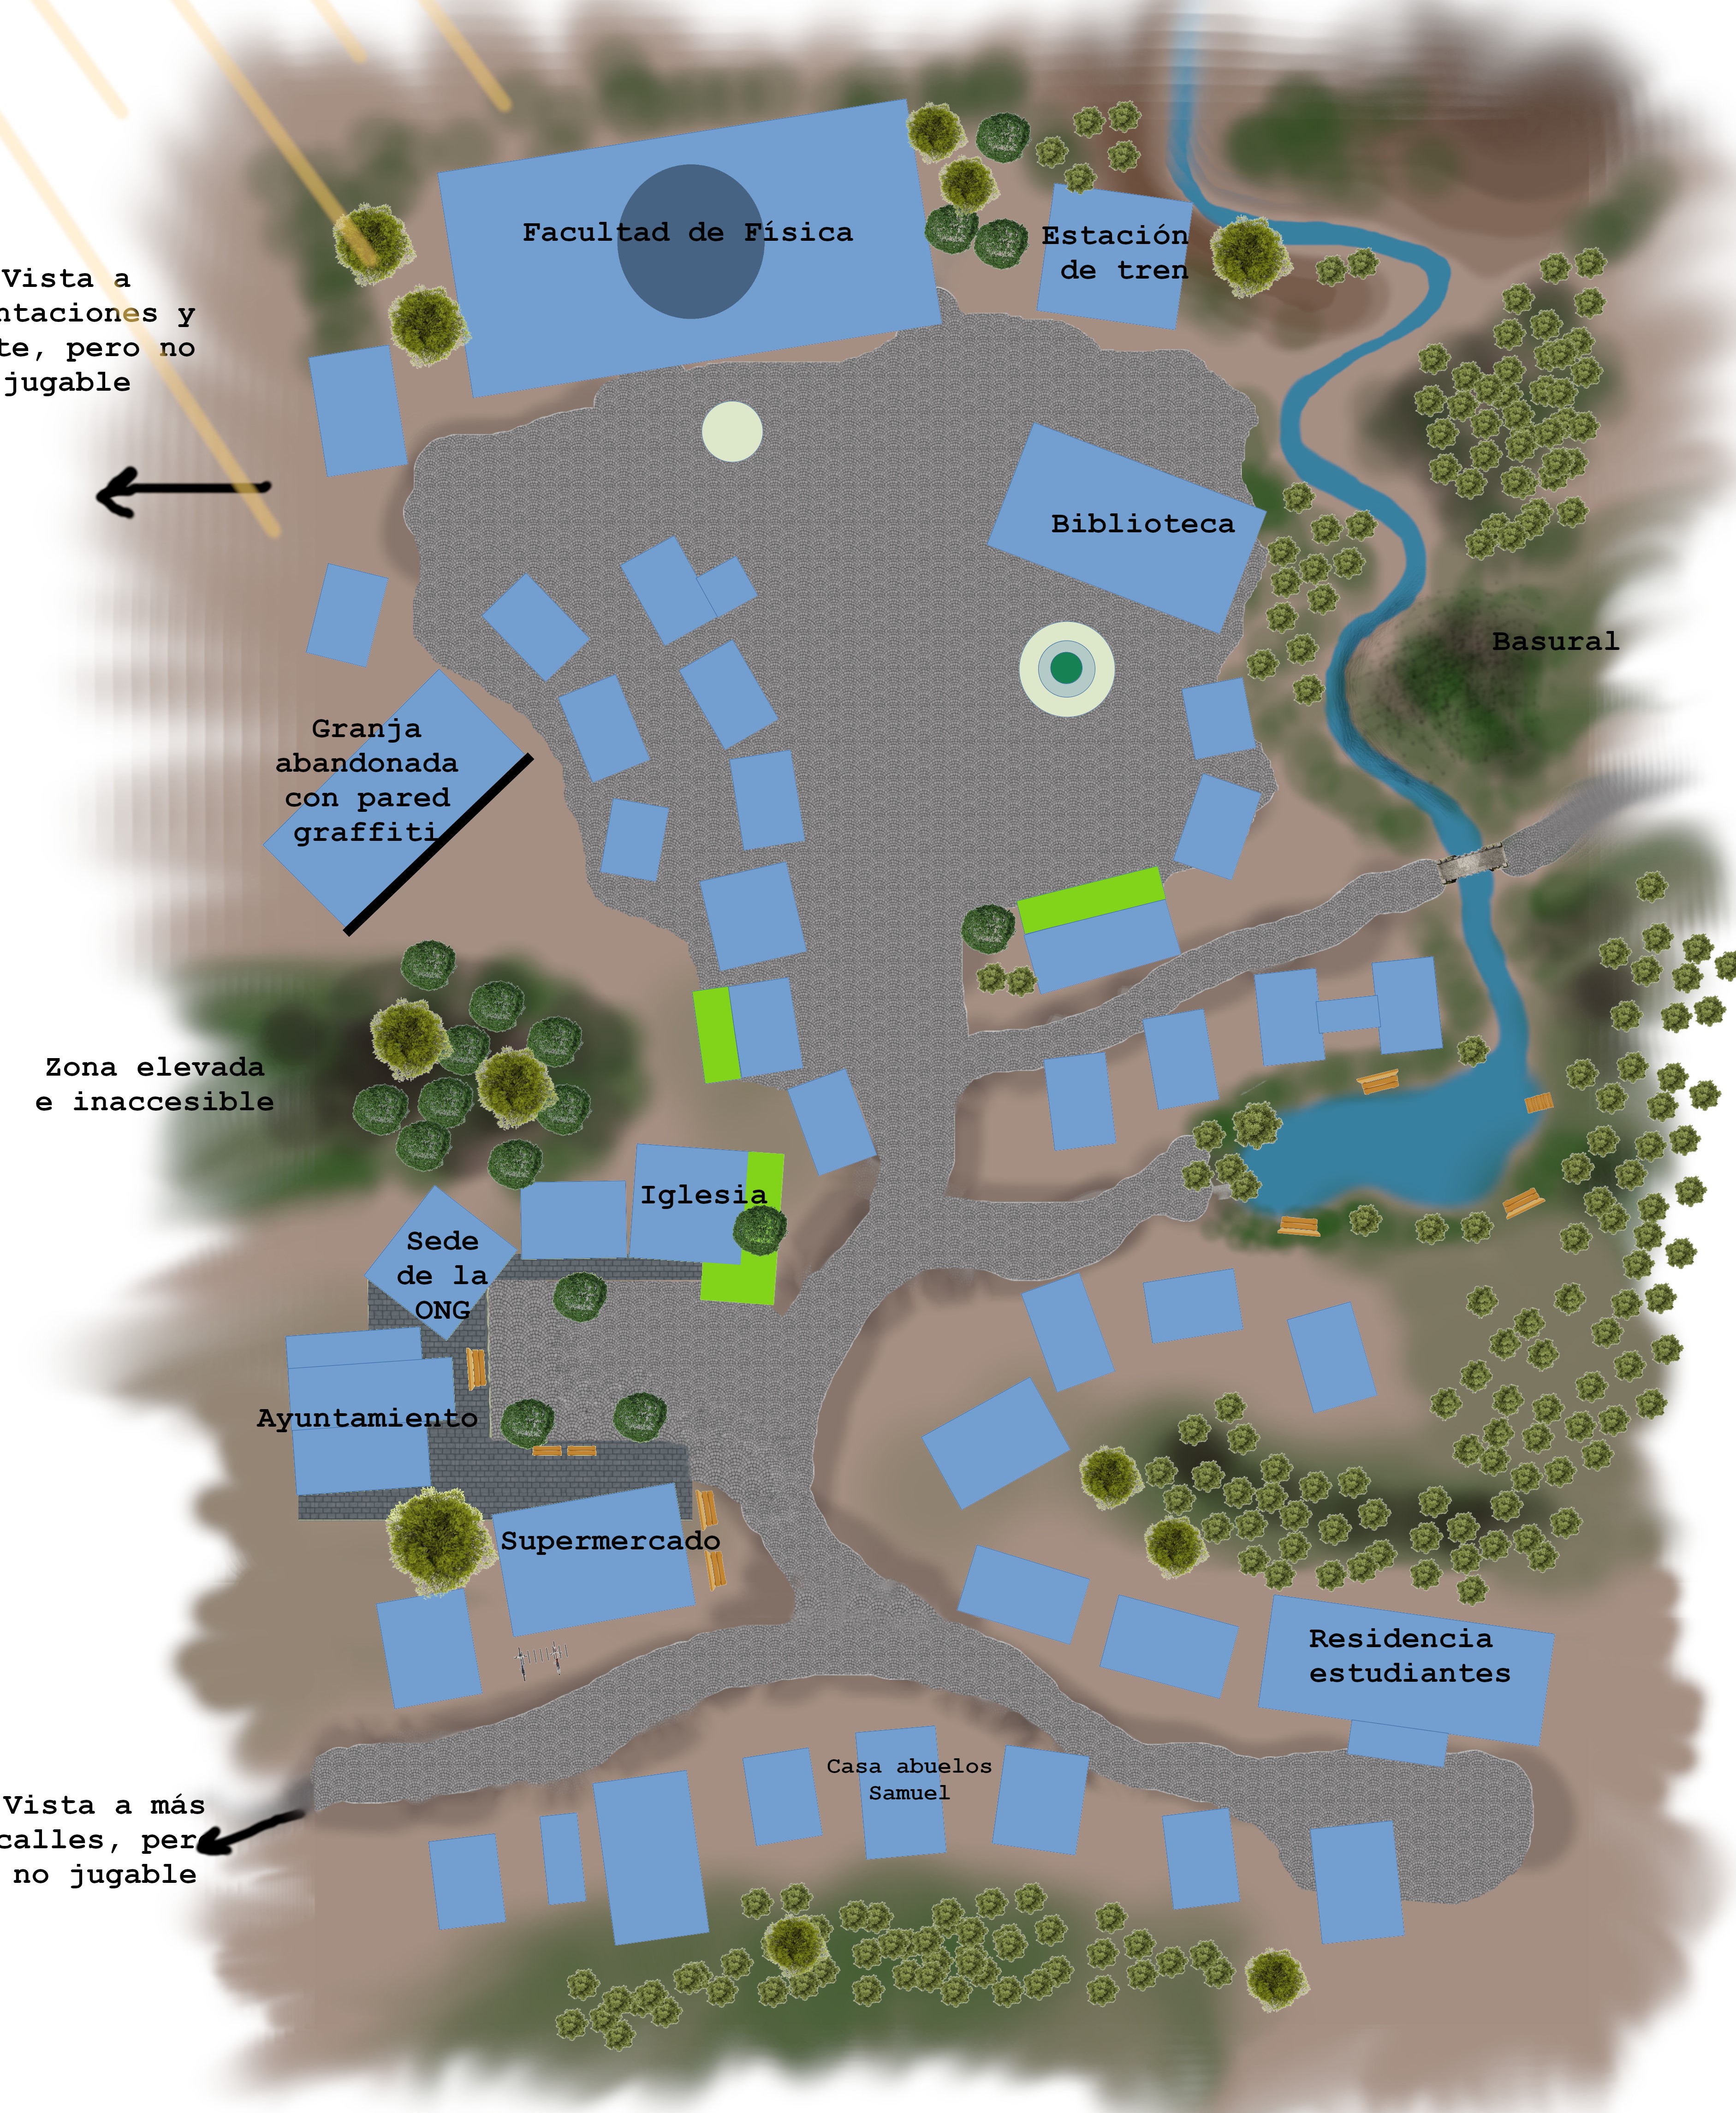 Facultad de Física
Estación
de tren
Vista a
ntaciones y
te, pero no
jugable
Biblioteca
Basural
Granja
abandonada
con pared
graffiti
Zona elevada
e inaccesible
Iglesia
Sede
de la
ONG
Ayuntamiento
Supermercado
Residencia
estudiantes
Casa abuelos
Samuel
Vista a más
calles, per
no jugable